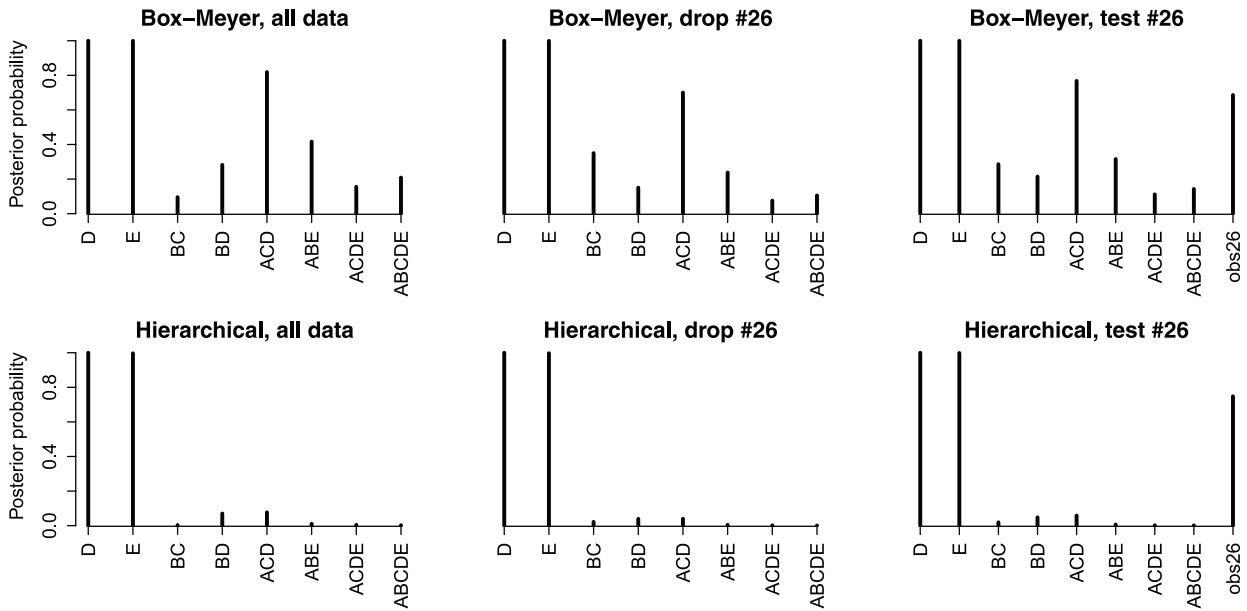 Box–Meyer, all data
Box–Meyer, drop #26
Box–Meyer, test #26
Posterior probability
0.0
0.4
0.8
D
E
BC
BD
ACD
ABE
ACDE
ABCDE
D
E
BC
BD
ACD
ABE
ACDE
ABCDE
D
E
BC
BD
ACD
ABE
ACDE
ABCDE
obs26
Hierarchical, all data
Hierarchical, drop #26
Hierarchical, test #26
Posterior probability
0.0
0.4
0.8
D
E
BC
BD
ACD
ABE
ACDE
ABCDE
D
E
BC
BD
ACD
ABE
ACDE
ABCDE
D
E
BC
BD
ACD
ABE
ACDE
ABCDE
obs26